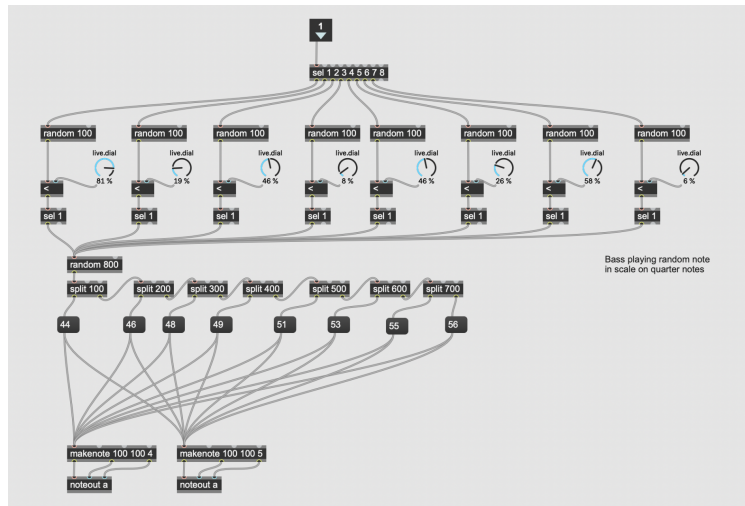 1
sel 1 2 3 4 5 6 7 8
random 100 random 100 random 100 random 100 random 100 random 100 random 100 random 100
live.dial live.dial live.dial live.dial live.dial live.dial live.dial live.dial
< < < < < < < <
81 % 19 % 46 % 8 % 46 % 26 % 58 % 6 %
sel 1 sel 1 sel 1 sel 1 sel 1 sel 1 sel 1 sel 1
random 800
Bass playing random note
in scale on quarter notes
split 100 split 200 split 300 split 400 split 500 split 600 split 700
44 46 48 49 51 53 55 56
makenote 100 100 4 makenote 100 100 5
noteout a noteout a